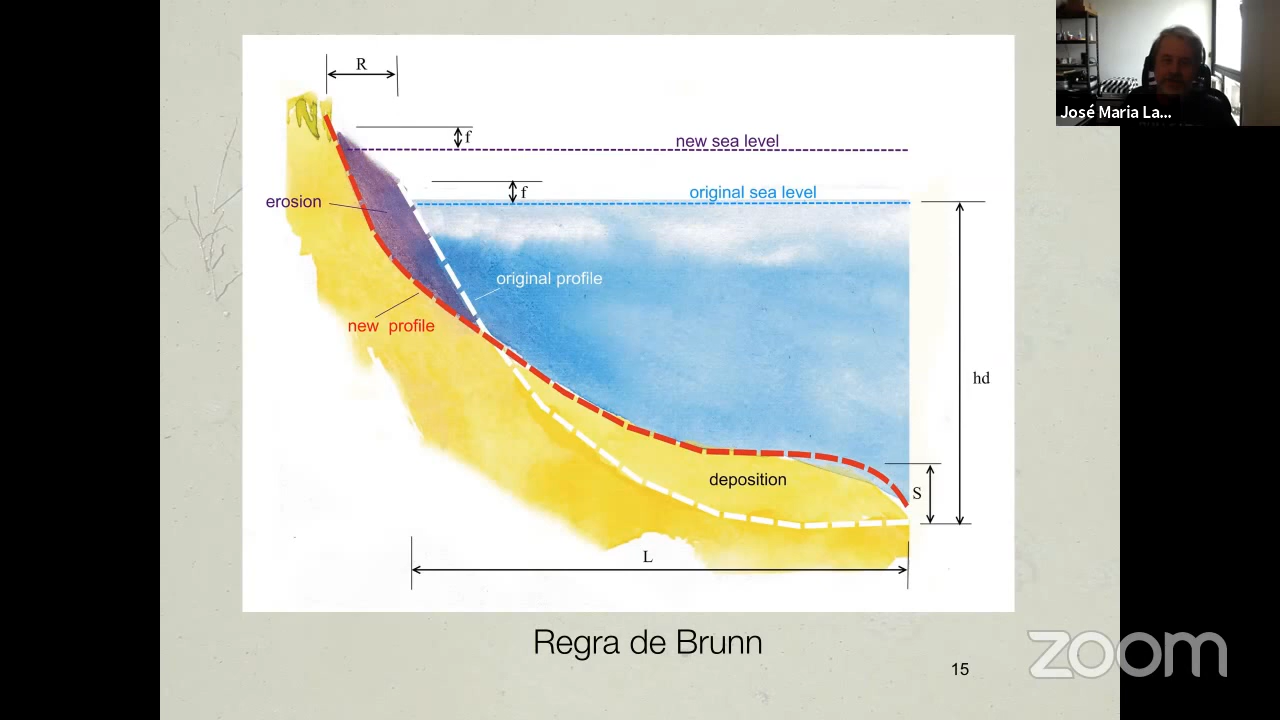 R
f
new sea level
f
original sea level
erosion
original profile
new profile
hd
deposition
S
L
Regra de Brunn
15
José Maria La...
zoom